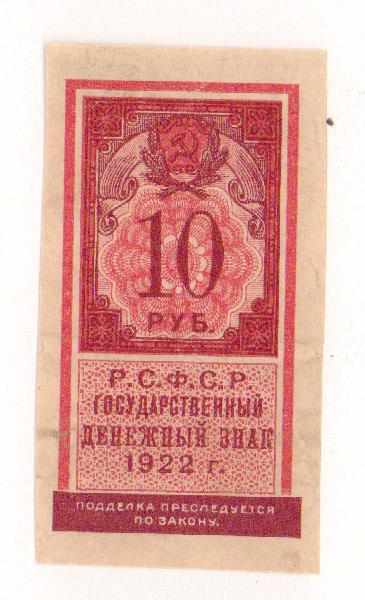 10
РУБ.
Р.С.Ф.С.Р
ГОСУДАРСТВЕННЫЙ
ДЕНЕЖНЫЙ ЗНАК
1922 г.
ПОДДЕЛКА ПРЕСЛЕДУЕТСЯ
ПО ЗАКОНУ.